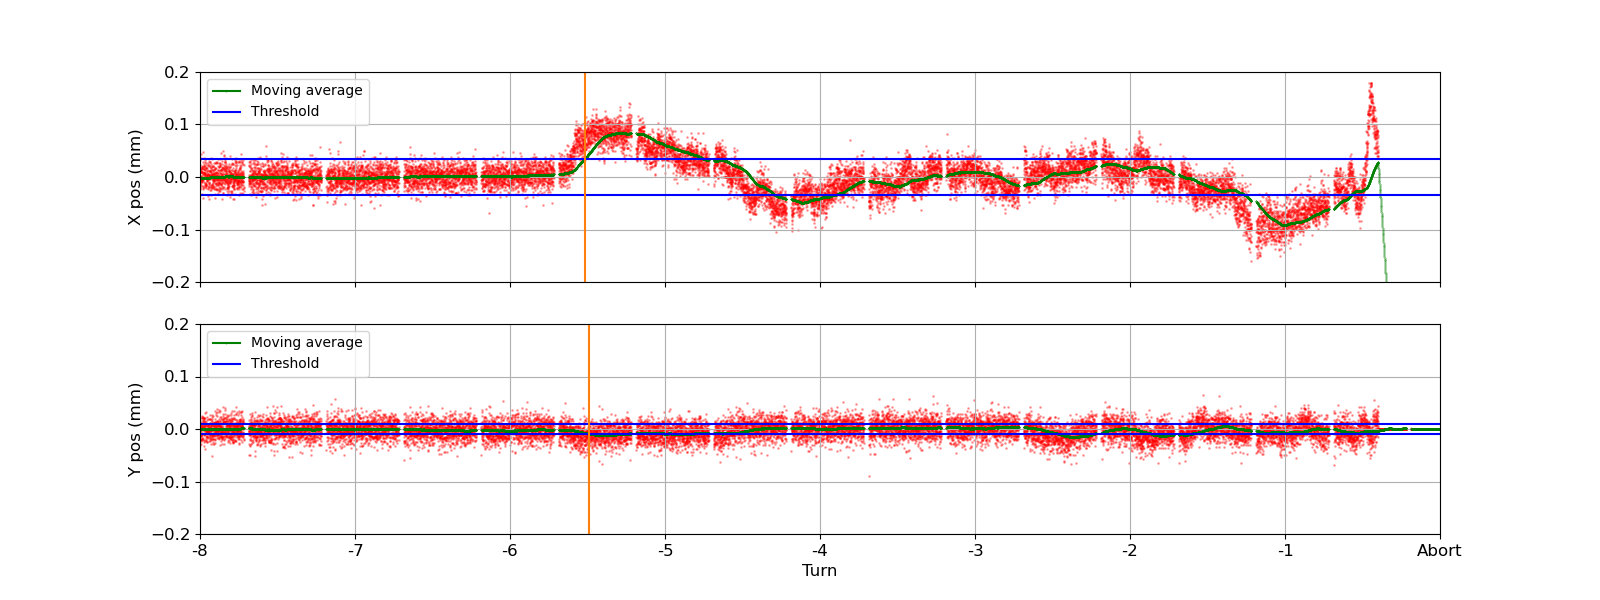 0.2
0.1
0.0
−0.1
−0.2
X pos (mm)
Moving average
Threshold
0.2
0.1
0.0
−0.1
−0.2
Y pos (mm)
Moving average
Threshold
-8 -7 -6 -5 -4 -3 -2 -1 Abort
Turn